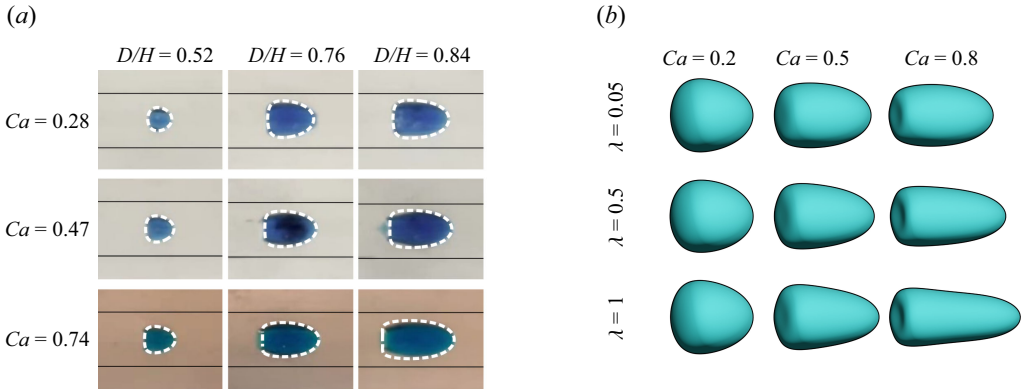 (a)
D/H = 0.52 D/H = 0.76 D/H = 0.84
Ca = 0.28
Ca = 0.47
Ca = 0.74
(b)
Ca = 0.2 Ca = 0.5 Ca = 0.8
λ = 0.05
λ = 0.5
λ = 1